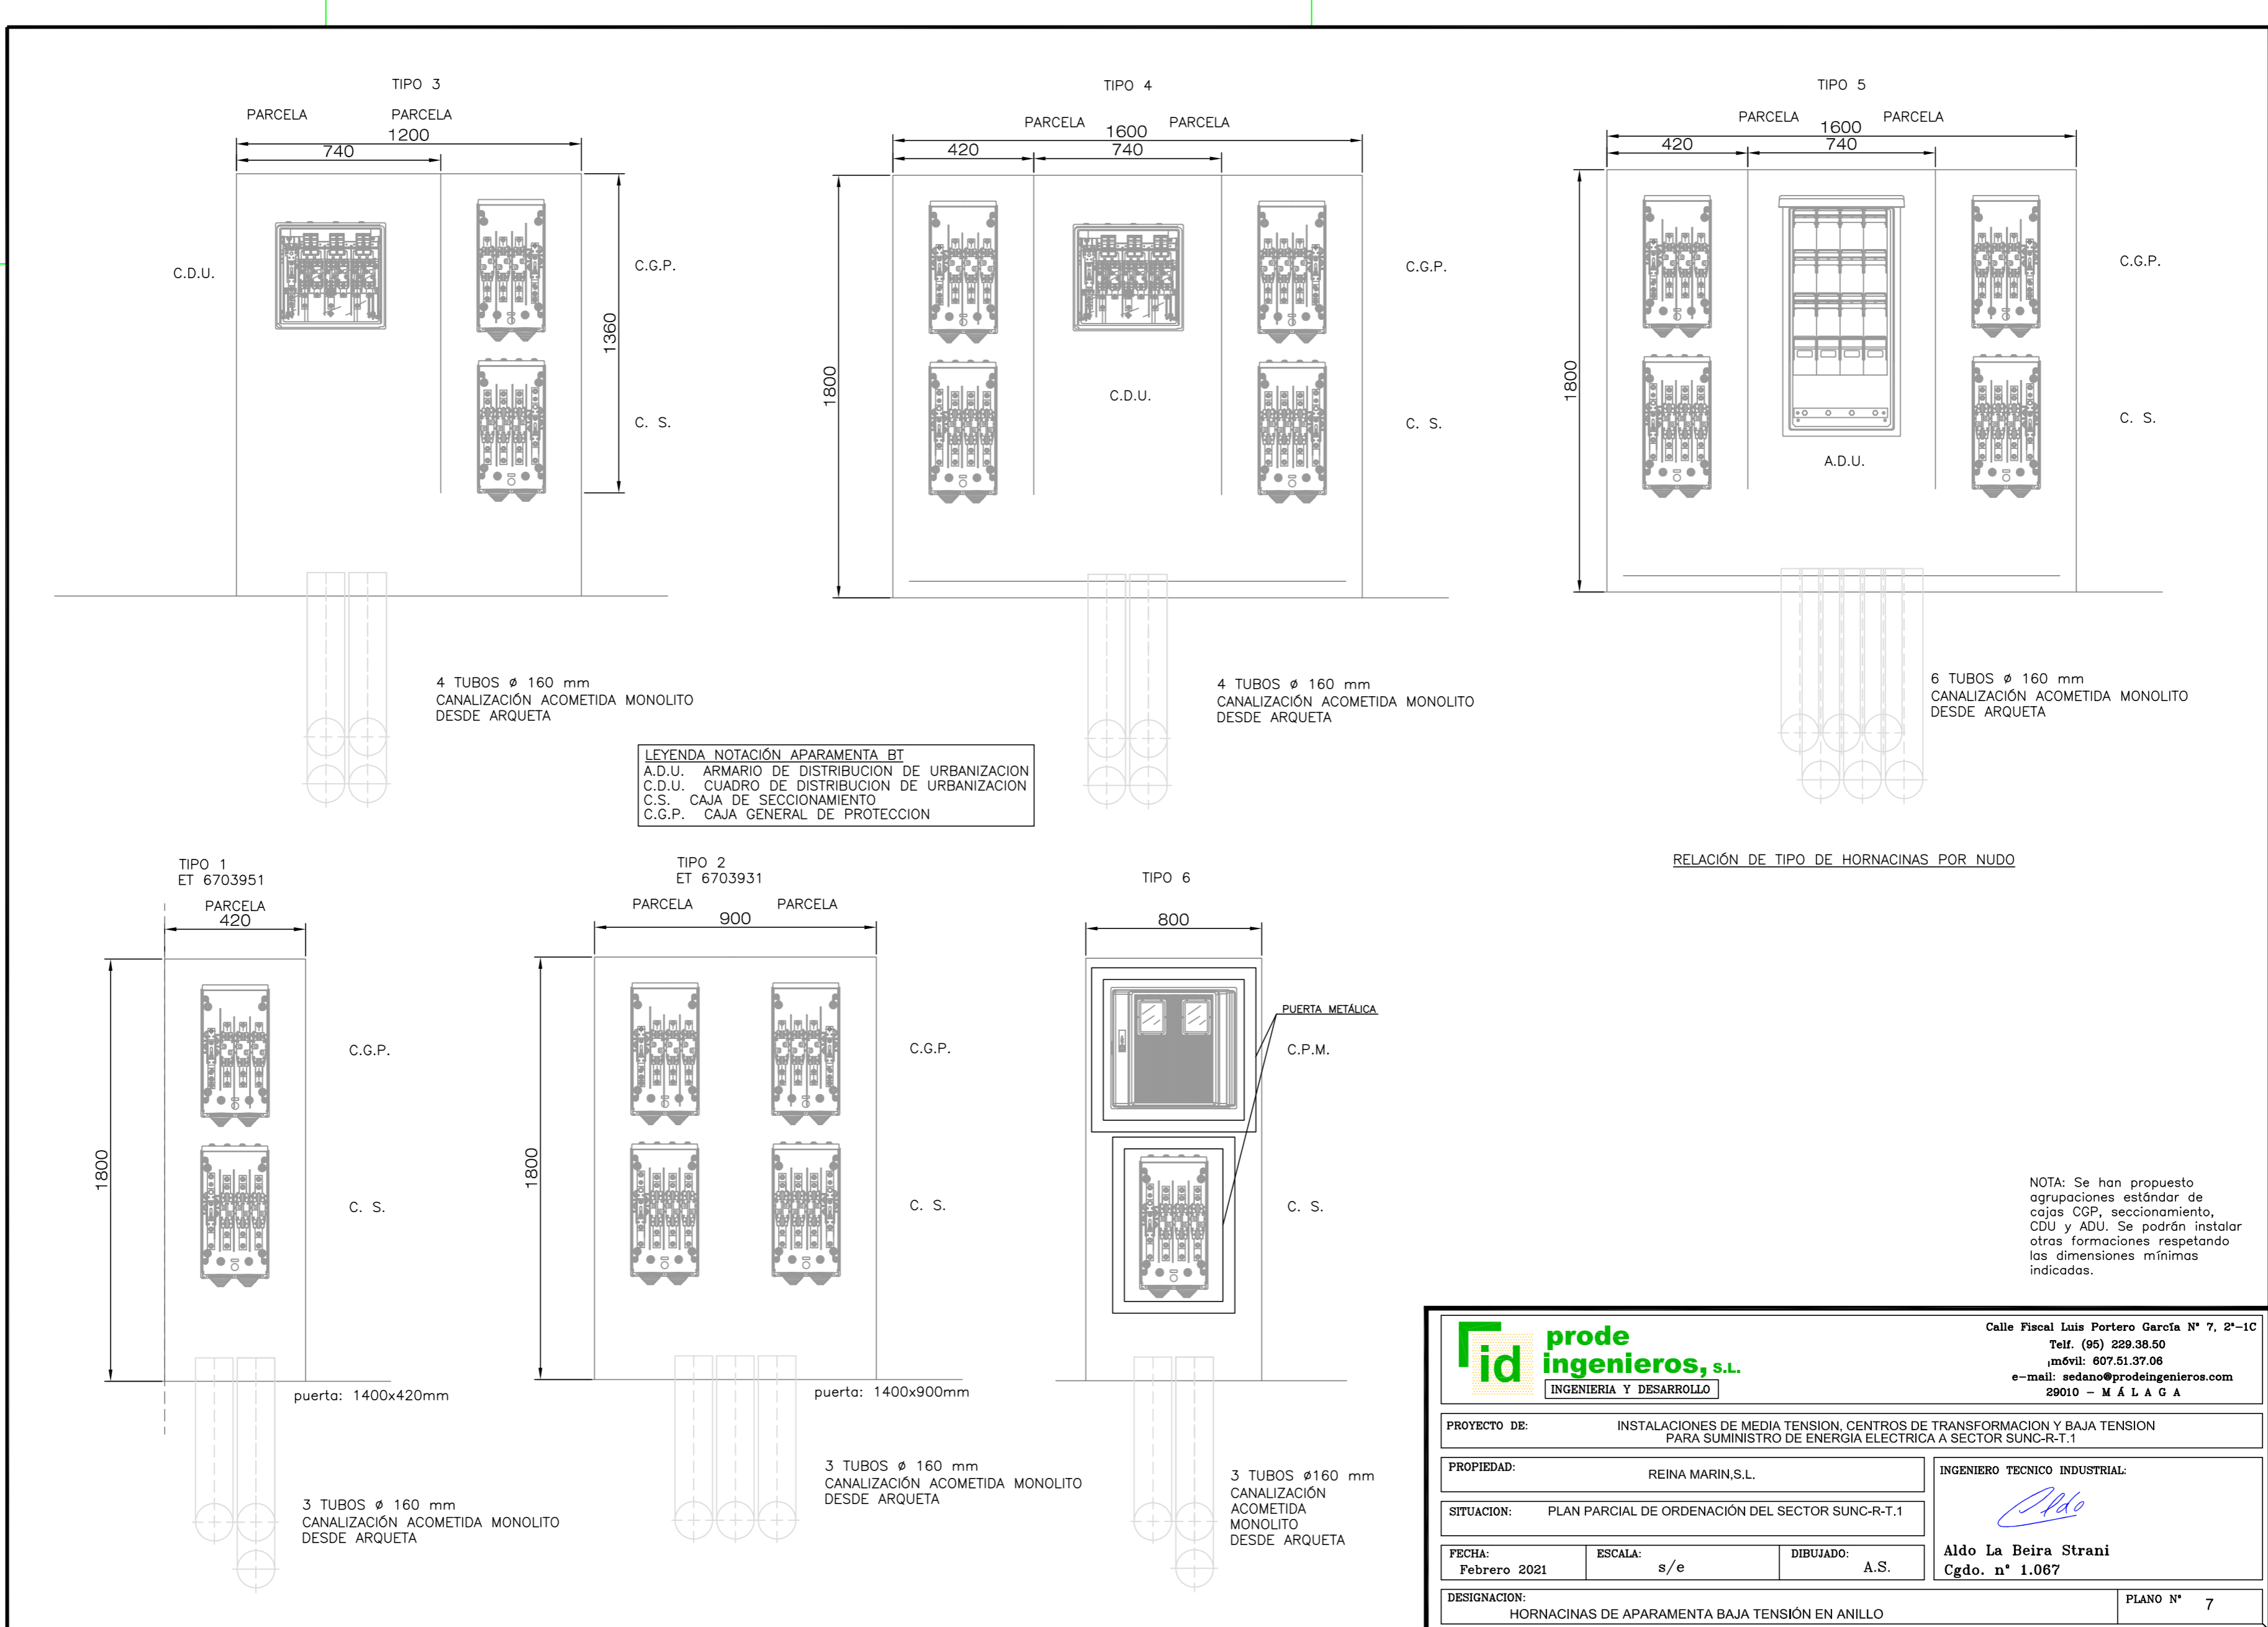 TIPO 3
PARCELA PARCELA
1200
740
C.D.U.
C.G.P.
1360
C. S.
4 TUBOS ø 160 mm
CANALIZACIÓN ACOMETIDA MONOLITO
DESDE ARQUETA
TIPO 4
PARCELA PARCELA
1600
420 740
1800
C.D.U.
C.G.P.
C. S.
4 TUBOS ø 160 mm
CANALIZACIÓN ACOMETIDA MONOLITO
DESDE ARQUETA
TIPO 5
PARCELA PARCELA
1600
420 740
1800
A.D.U.
C.G.P.
C. S.
6 TUBOS ø 160 mm
CANALIZACIÓN ACOMETIDA MONOLITO
DESDE ARQUETA
LEYENDA NOTACIÓN APARAMENTA BT
A.D.U. ARMARIO DE DISTRIBUCION DE URBANIZACION
C.D.U. CUADRO DE DISTRIBUCION DE URBANIZACION
C.S. CAJA DE SECCIONAMIENTO
C.G.P. CAJA GENERAL DE PROTECCION
RELACIÓN DE TIPO DE HORNACINAS POR NUDO
TIPO 1
ET 6703951
PARCELA
420
1800
C.G.P.
C. S.
puerta: 1400x420mm
3 TUBOS ø 160 mm
CANALIZACIÓN ACOMETIDA MONOLITO
DESDE ARQUETA
TIPO 2
ET 6703931
PARCELA PARCELA
900
1800
C.G.P.
C. S.
puerta: 1400x900mm
3 TUBOS ø 160 mm
CANALIZACIÓN ACOMETIDA MONOLITO
DESDE ARQUETA
TIPO 6
800
PUERTA METÁLICA
C.P.M.
C. S.
3 TUBOS ø160 mm
CANALIZACIÓN
ACOMETIDA
MONOLITO
DESDE ARQUETA
NOTA: Se han propuesto
agrupaciones estándar de
cajas CGP, seccionamiento,
CDU y ADU. Se podrán instalar
otras formaciones respetando
las dimensiones mínimas
indicadas.
id
prode
ingenieros, S.L.
INGENIERIA Y DESARROLLO
Calle Fiscal Luis Portero García Nº 7, 2º-1C
Telf. (95) 229.38.50
móvil: 607.51.37.06
e-mail: sedano@prodeingenieros.com
29010 - M Á L A G A
PROYECTO DE: INSTALACIONES DE MEDIA TENSION, CENTROS DE TRANSFORMACION Y BAJA TENSION
PARA SUMINISTRO DE ENERGIA ELECTRICA A SECTOR SUNC-R-T.1
PROPIEDAD: REINA MARIN,S.L.
SITUACION: PLAN PARCIAL DE ORDENACIÓN DEL SECTOR SUNC-R-T.1
INGENIERO TECNICO INDUSTRIAL:
Aldo
Aldo La Beira Strani
Cgdo. nº 1.067
FECHA: Febrero 2021
ESCALA: s/e
DIBUJADO: A.S.
DESIGNACION:
HORNACINAS DE APARAMENTA BAJA TENSIÓN EN ANILLO
PLANO Nº 7